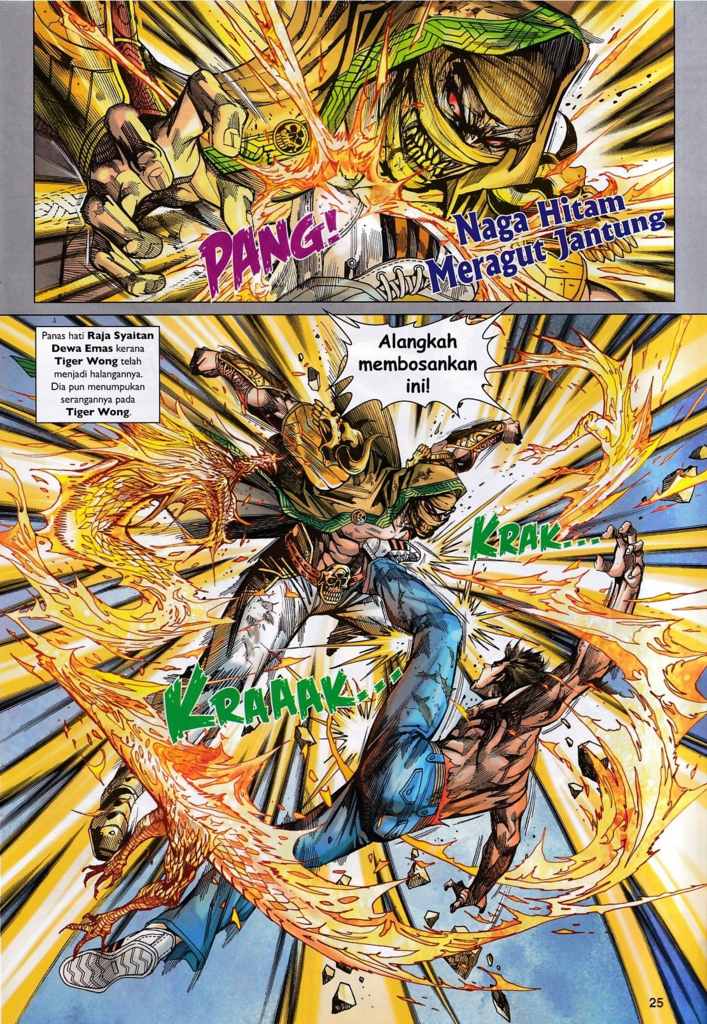 PANG!
Naga Hitam
Meragut Jantung
Panas hati Raja Syaitan
Dewa Emas kerana
Tiger Wong telah
menjadi halangannya.
Dia pun menumpukan
serangannya pada
Tiger Wong.
Alangkah
membosankan
ini!
KRAK...
KRAAAK...
25